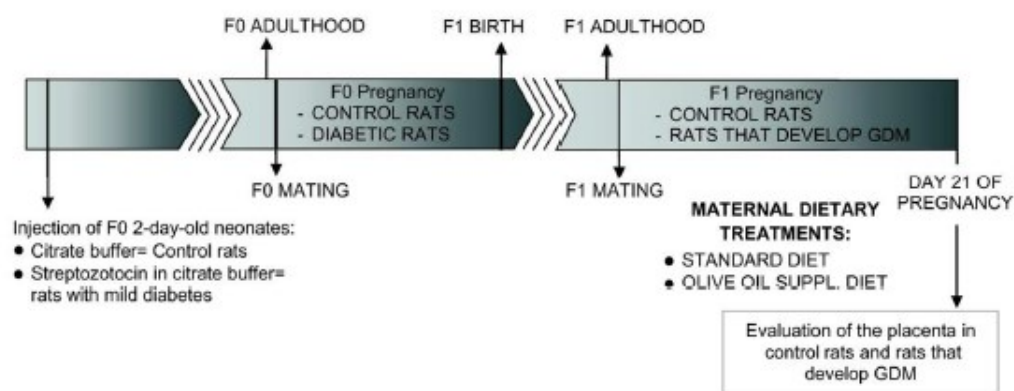 F0 ADULTHOOD
F1 BIRTH
F1 ADULTHOOD
F0 Pregnancy
- CONTROL RATS
- DIABETIC RATS
F1 Pregnancy
- CONTROL RATS
- RATS THAT DEVELOP GDM
F0 MATING
F1 MATING
DAY 21 OF
PREGNANCY
Injection of F0 2-day-old neonates:
● Citrate buffer= Control rats
● Streptozotocin in citrate buffer=
rats with mild diabetes
MATERNAL DIETARY
TREATMENTS:
● STANDARD DIET
● OLIVE OIL SUPPL. DIET
Evaluation of the placenta in
control rats and rats that
develop GDM